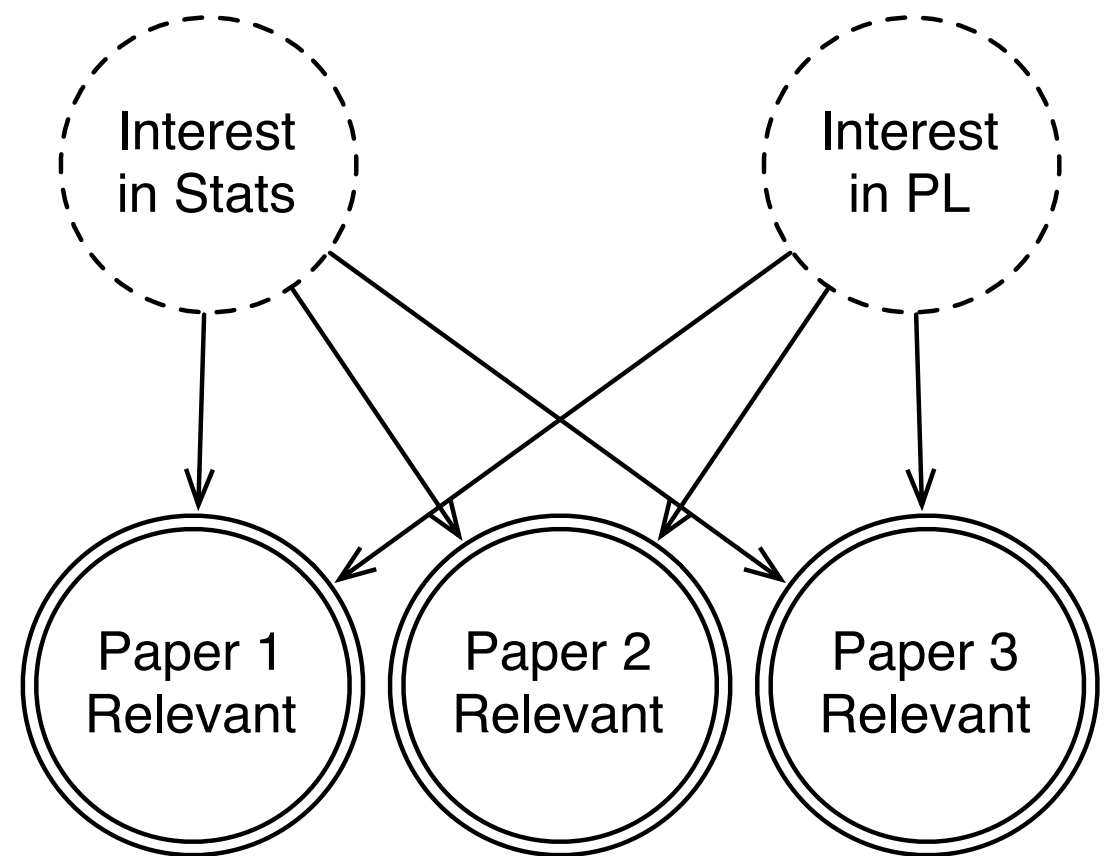 Interest
in Stats
Interest
in PL
Paper 1
Relevant
Paper 2
Relevant
Paper 3
Relevant